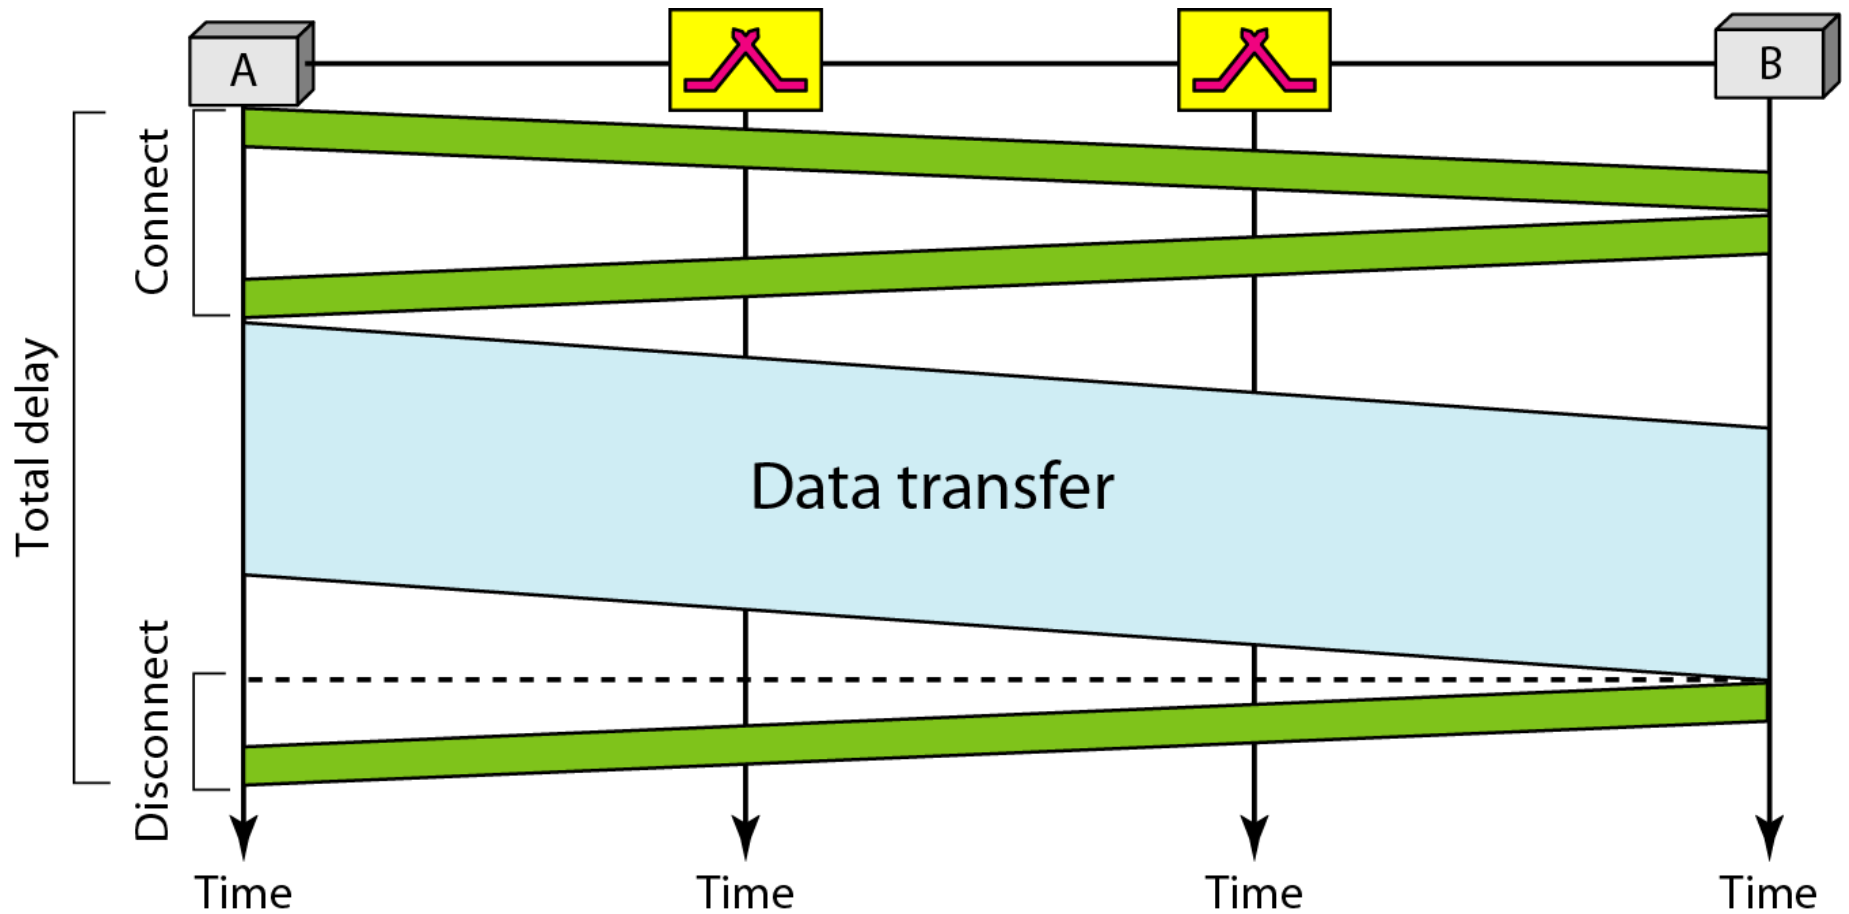 A
B
Connect
Total delay
Data transfer
Disconnect
Time
Time
Time
Time